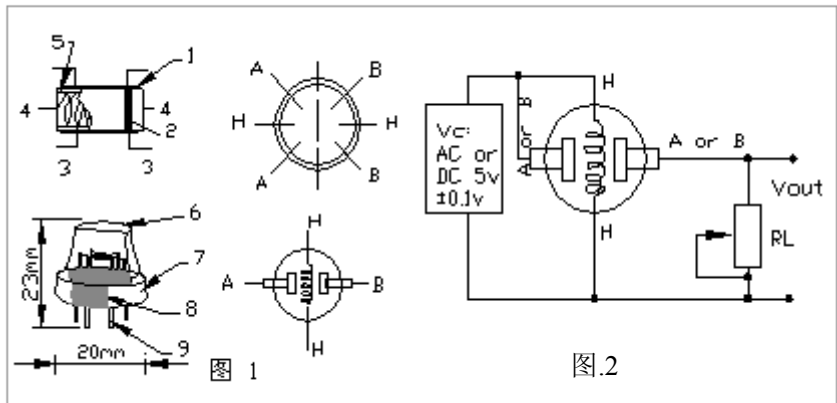 5
1
4
4
2
3
3
A
B
H
H
A
B
6
7
8
9
23mm
20mm
图 1
H
A
B
H
Vc:
AC or
DC 5v
±0.1v
A or B
H
H
A or B
Vout
RL
图.2